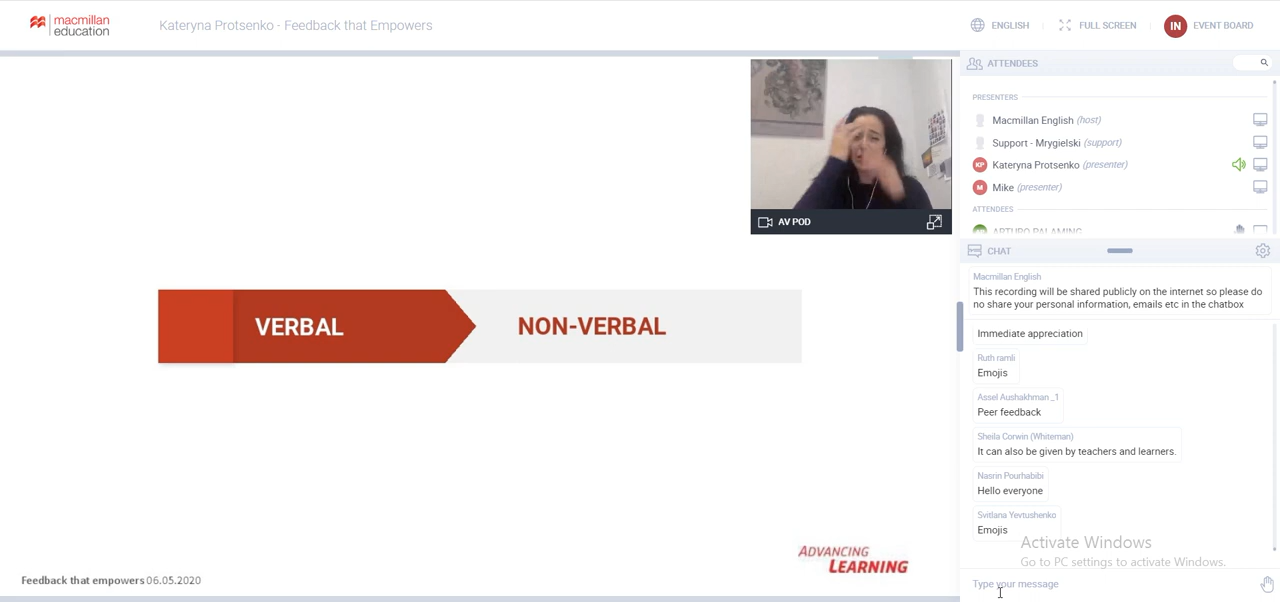 macmillan
education
Kateryna Protsenko - Feedback that Empowers
ENGLISH
FULL SCREEN
IN
EVENT BOARD
ATTENDEES
PRESENTERS
Macmillan English (host)
Support - Mrygielski (support)
KP
Kateryna Protsenko (presenter)
M
Mike (presenter)
ATTENDEES
ARTURO PALAMING
AV POD
CHAT
Macmillan English
This recording will be shared publicly on the internet so please do
no share your personal information, emails etc in the chatbox
Immediate appreciation
Ruth ramli
Emojis
Assel Aushakhman _1
Peer feedback
Sheila Corwin (Whiteman)
It can also be given by teachers and learners.
Nasrin Pourhabibi
Hello everyone
Svitlana Yevtushenko
Emojis
Activate Windows
Go to PC settings to activate Windows.
Type your message
VERBAL
NON-VERBAL
ADVANCING
LEARNING
Feedback that empowers 06.05.2020